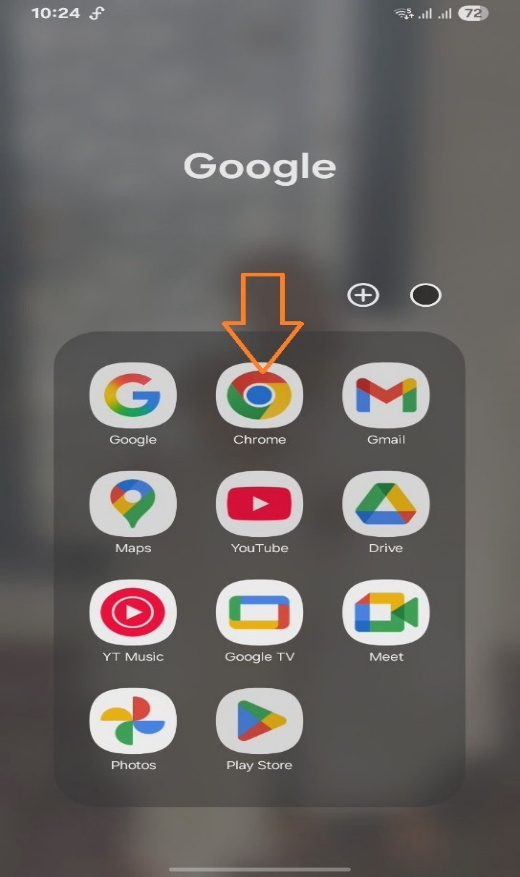 10:24
72
Google
Google Chrome Gmail
Maps YouTube Drive
YT Music Google TV Meet
Photos Play Store